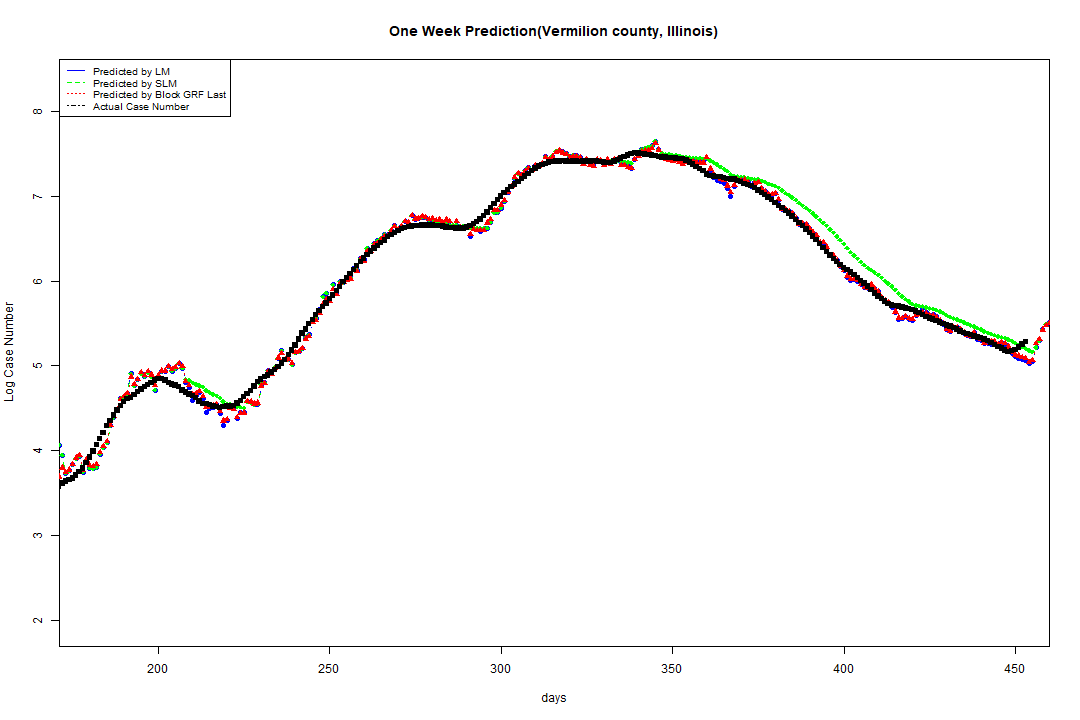 One Week Prediction(Vermilion county, Illinois)
Predicted by LM
Predicted by SLM
Predicted by Block GRF Last
Actual Case Number
8
7
6
5
4
3
2
Log Case Number
200 250 300 350 400 450
days